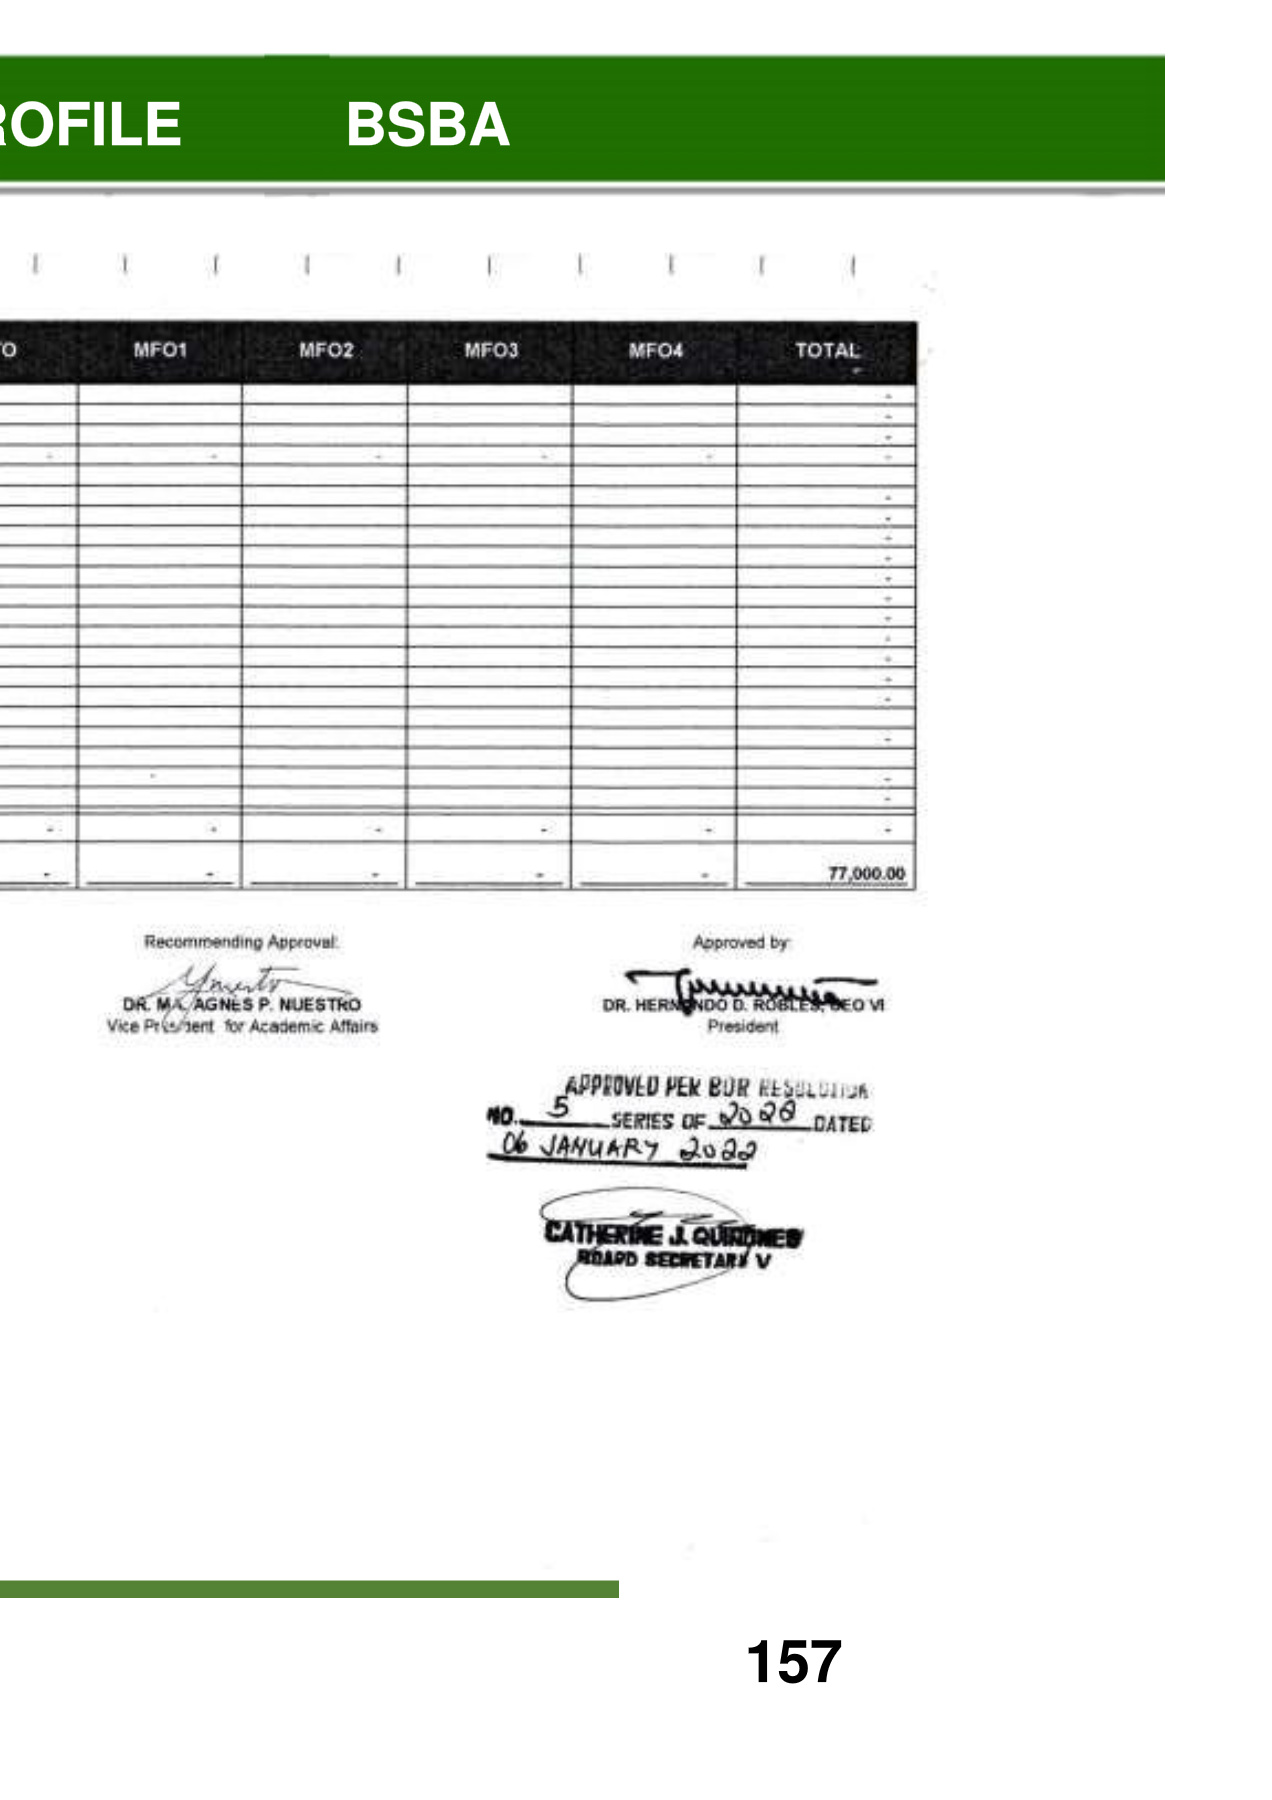 ROFILE BSBA
O MFO1 MFO2 MFO3 MFO4 TOTAL
-
-
-
- - - - - -
-
-
-
-
-
-
-
-
-
-
-
-
-
-
- - - - - -
- - - - - 77,000.00
Recommending Approval: Approved by:
DR. MA. AGNES P. NUESTRO DR. HERNANDO D. ROBLES, CEO VI
Vice President for Academic Affairs President
APPROVED PER BOR RESOLUTION
NO. 5 SERIES OF DATED
06 JANUARY 2022
CATHERINE J. QUIRONES
BOARD SECRETARY V
157